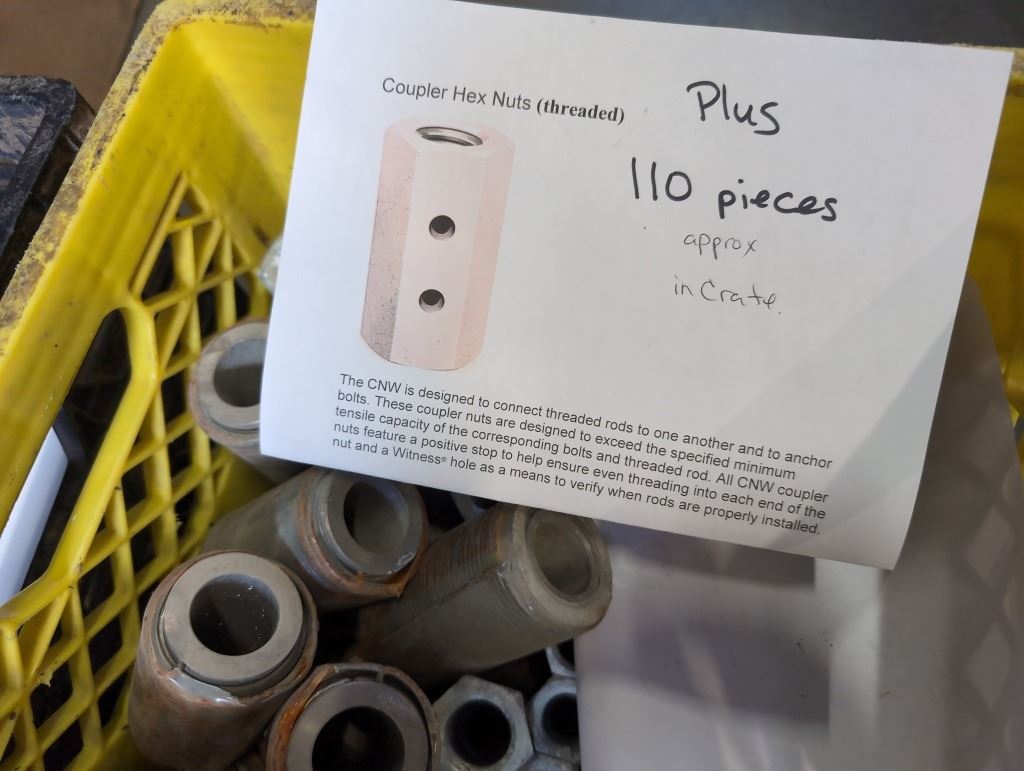 Coupler Hex Nuts (threaded)
Plus
110 pieces
approx
in Crate.
The CNW is designed to connect threaded rods to one another and to anchor
bolts. These coupler nuts are designed to exceed the specified minimum
tensile capacity of the corresponding bolts and threaded rod. All CNW coupler
nuts feature a positive stop to help ensure even threading into each end of the
nut and a Witness® hole as a means to verify when rods are properly installed.